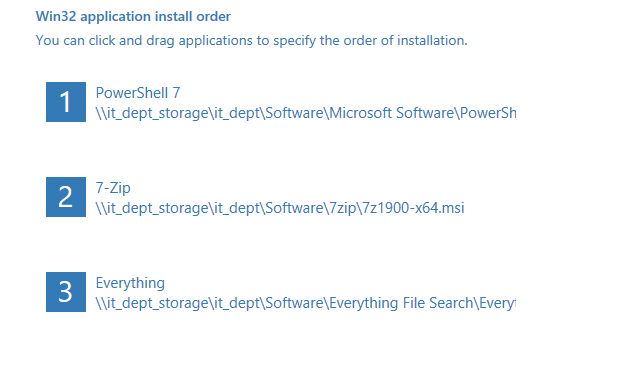 Win32 application install order
You can click and drag applications to specify the order of installation.
1
PowerShell 7
\\it_dept_storage\it_dept\Software\Microsoft Software\PowerSh
2
7-Zip
\\it_dept_storage\it_dept\Software\7zip\7z1900-x64.msi
3
Everything
\\it_dept_storage\it_dept\Software\Everything File Search\Every